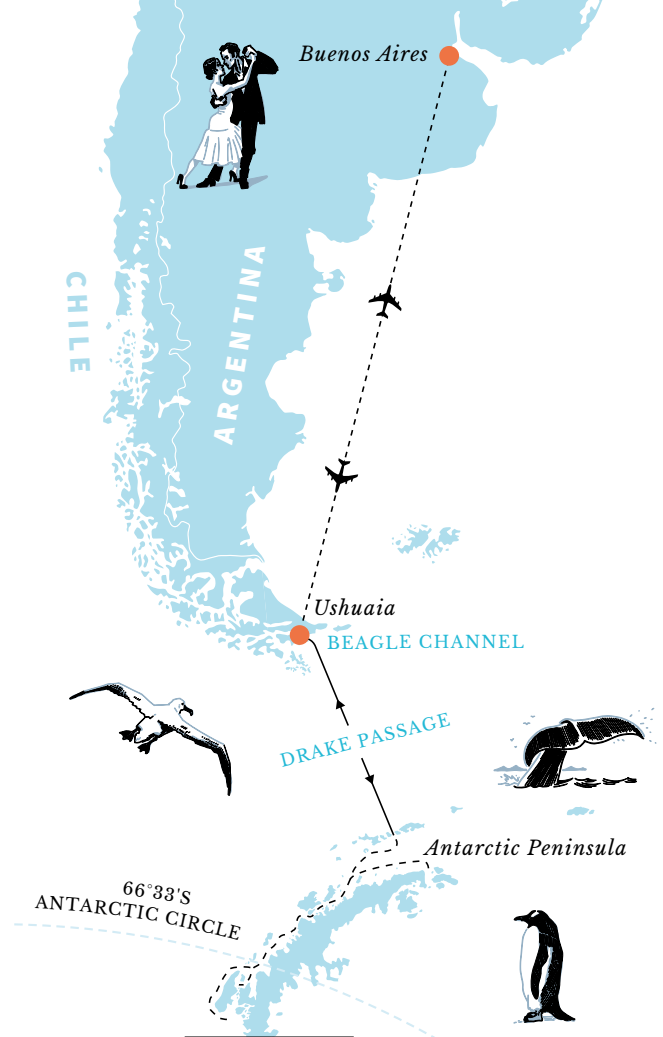 Buenos Aires
CHILE
ARGENTINA
Ushuaia
BEAGLE CHANNEL
DRAKE PASSAGE
Antarctic Peninsula
66°33'S
ANTARCTIC CIRCLE